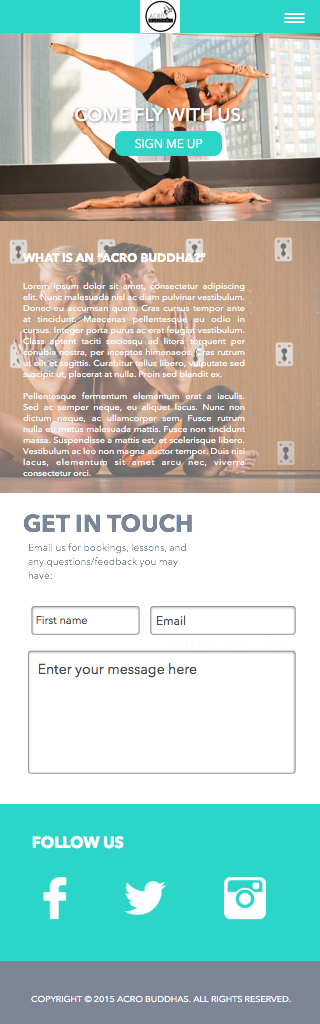 ACRO
COME FLY WITH US.
SIGN ME UP
WHAT IS AN "ACRO BUDDHA?"
Lorem ipsum dolor sit amet, consectetur adipiscing
elit. Nunc malesuada nisl ac diam pulvinar vestibulum.
Donec eu accumsan quam. Cras cursus tempor ante
at tincidunt. Maecenas pellentesque eu odio in
cursus. Integer porta purus ac erat feugiat vestibulum.
Class aptent taciti sociosqu ad litora torquent per
conubia nostra, per inceptos himenaeos. Cras rutrum
ut elit et sagittis. Curabitur tellus libero, vulputate sed
suscipit ut, placerat at nulla. Proin sed blandit ex.
Pellentesque fermentum elementum erat a iaculis.
Sed ac semper neque, eu aliquet lacus. Nunc non
dictum neque, ac ullamcorper sem. Fusce rutrum
nulla eu metus malesuada mattis. Fusce non tincidunt
massa. Suspendisse a mattis est, et scelerisque libero.
Vestibulum ac leo non magna auctor tempor. Duis nisi
lacus, elementum sit amet arcu nec, viverra
consectetur orci.
GET IN TOUCH
Email us for bookings, lessons, and
any questions/feedback you may
have:
First name
Email
Enter your message here
FOLLOW US
COPYRIGHT © 2015 ACRO BUDDHAS. ALL RIGHTS RESERVED.